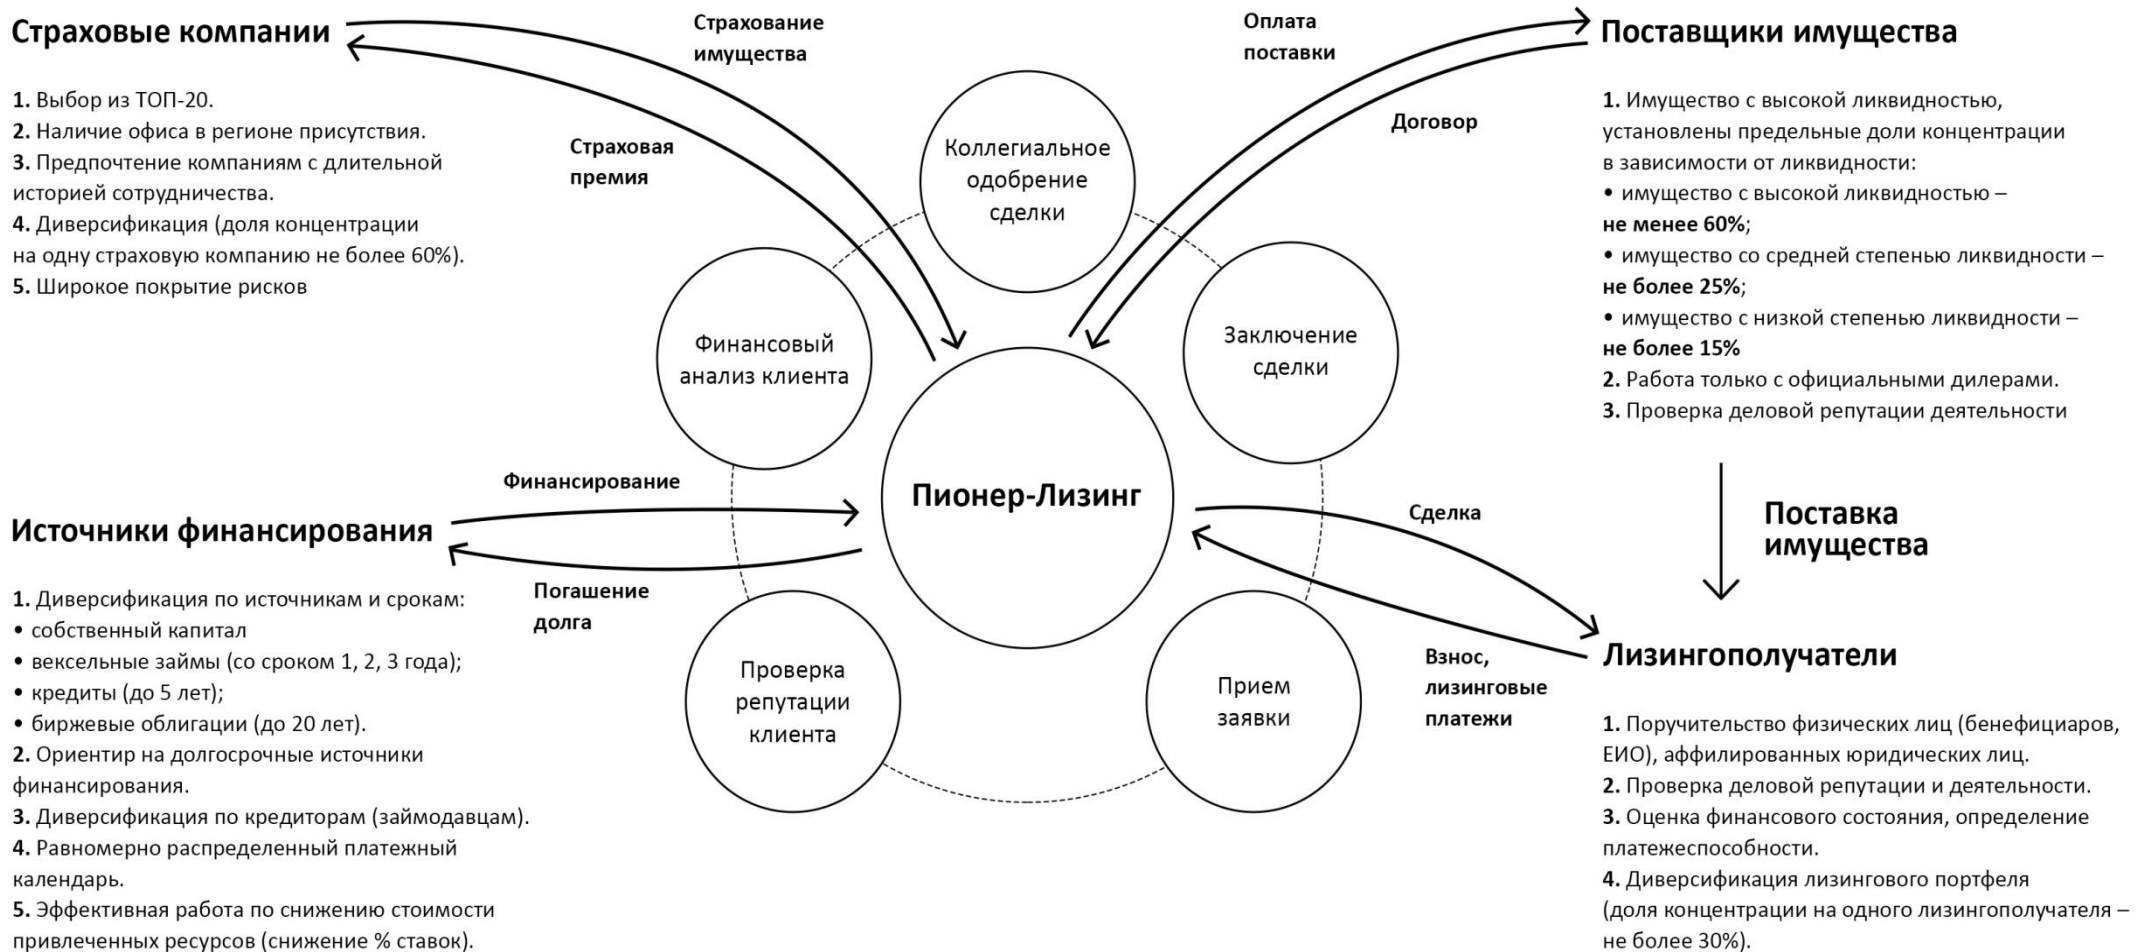 Страховые компании
1. Выбор из ТОП-20.
2. Наличие офиса в регионе присутствия.
3. Предпочтение компаниям с длительной
историей сотрудничества.
4. Диверсификация (доля концентрации
на одну страховую компанию не более 60%).
5. Широкое покрытие рисков
Страхование
имущества
Страховая
премия
Оплата
поставки
Договор
Поставщики имущества
1. Имущество с высокой ликвидностью,
установлены предельные доли концентрации
в зависимости от ликвидности:
• имущество с высокой ликвидностью –
не менее 60%;
• имущество со средней степенью ликвидности –
не более 25%;
• имущество с низкой степенью ликвидности –
не более 15%
2. Работа только с официальными дилерами.
3. Проверка деловой репутации деятельности
Коллегиальное
одобрение
сделки
Финансовый
анализ клиента
Заключение
сделки
Пионер-Лизинг
Проверка
репутации
клиента
Прием
заявки
Финансирование
Погашение
долга
Источники финансирования
1. Диверсификация по источникам и срокам:
• собственный капитал
• вексельные займы (со сроком 1, 2, 3 года);
• кредиты (до 5 лет);
• биржевые облигации (до 20 лет).
2. Ориентир на долгосрочные источники
финансирования.
3. Диверсификация по кредиторам (займодавцам).
4. Равномерно распределенный платежный
календарь.
5. Эффективная работа по снижению стоимости
привлеченных ресурсов (снижение % ставок).
Сделка
Взнос,
лизинговые
платежи
Поставка
имущества
Лизингополучатели
1. Поручительство физических лиц (бенефициаров,
ЕИО), аффилированных юридических лиц.
2. Проверка деловой репутации и деятельности.
3. Оценка финансового состояния, определение
платежеспособности.
4. Диверсификация лизингового портфеля
(доля концентрации на одного лизингополучателя –
не более 30%).